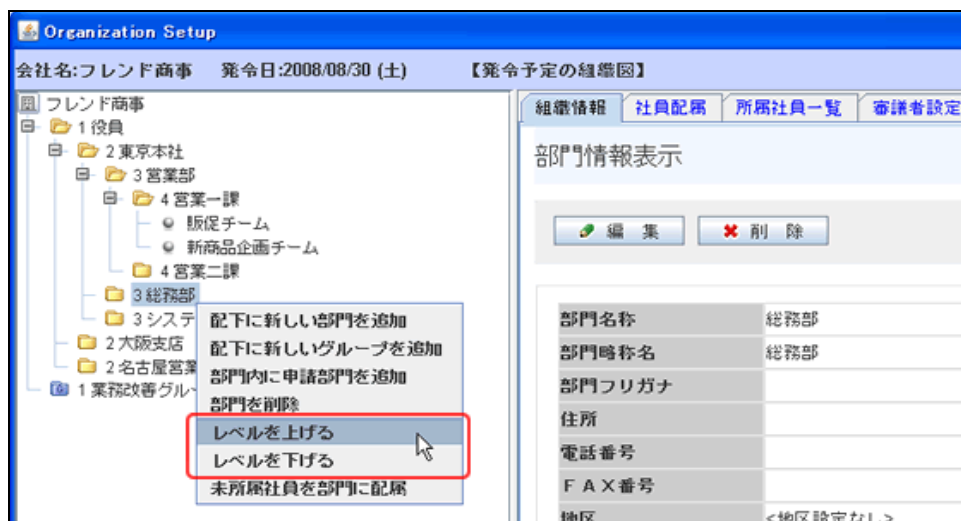 Organization Setup
会社名:フレンド商事 発令日:2008/08/30 (土) 【発令予定の組織図】
フレンド商事
1 役員
2 東京本社
3 営業部
4 営業一課
販促チーム
新商品企画チーム
4 営業二課
3 総務部
3 システ
2 大阪支店
2 名古屋営業
1 業務改善グル
配下に新しい部門を追加
配下に新しいグループを追加
部門内に申請部門を追加
部門を削除
レベルを上げる
レベルを下げる
未所属社員を部門に配属
組織情報 社員配属 所属社員一覧 審議者設定
部門情報表示
編 集 削 除
部門名称 総務部
部門略称名 総務部
部門フリガナ
住所
電話番号
ＦＡＸ番号
地区 <地区設定なし>